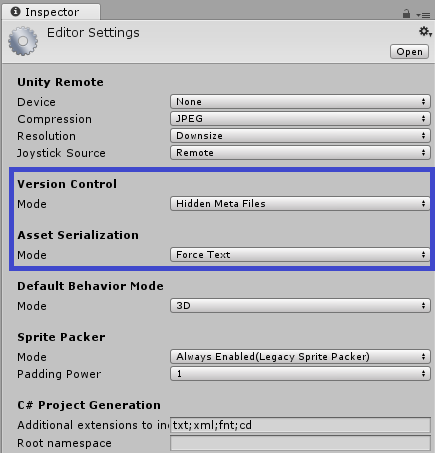 Inspector
Editor Settings
Open
Unity Remote
Device None
Compression JPEG
Resolution Downsize
Joystick Source Remote
Version Control
Mode Hidden Meta Files
Asset Serialization
Mode Force Text
Default Behavior Mode
Mode 3D
Sprite Packer
Mode Always Enabled(Legacy Sprite Packer)
Padding Power 1
C# Project Generation
Additional extensions to in txt;xml;fnt;cd
Root namespace